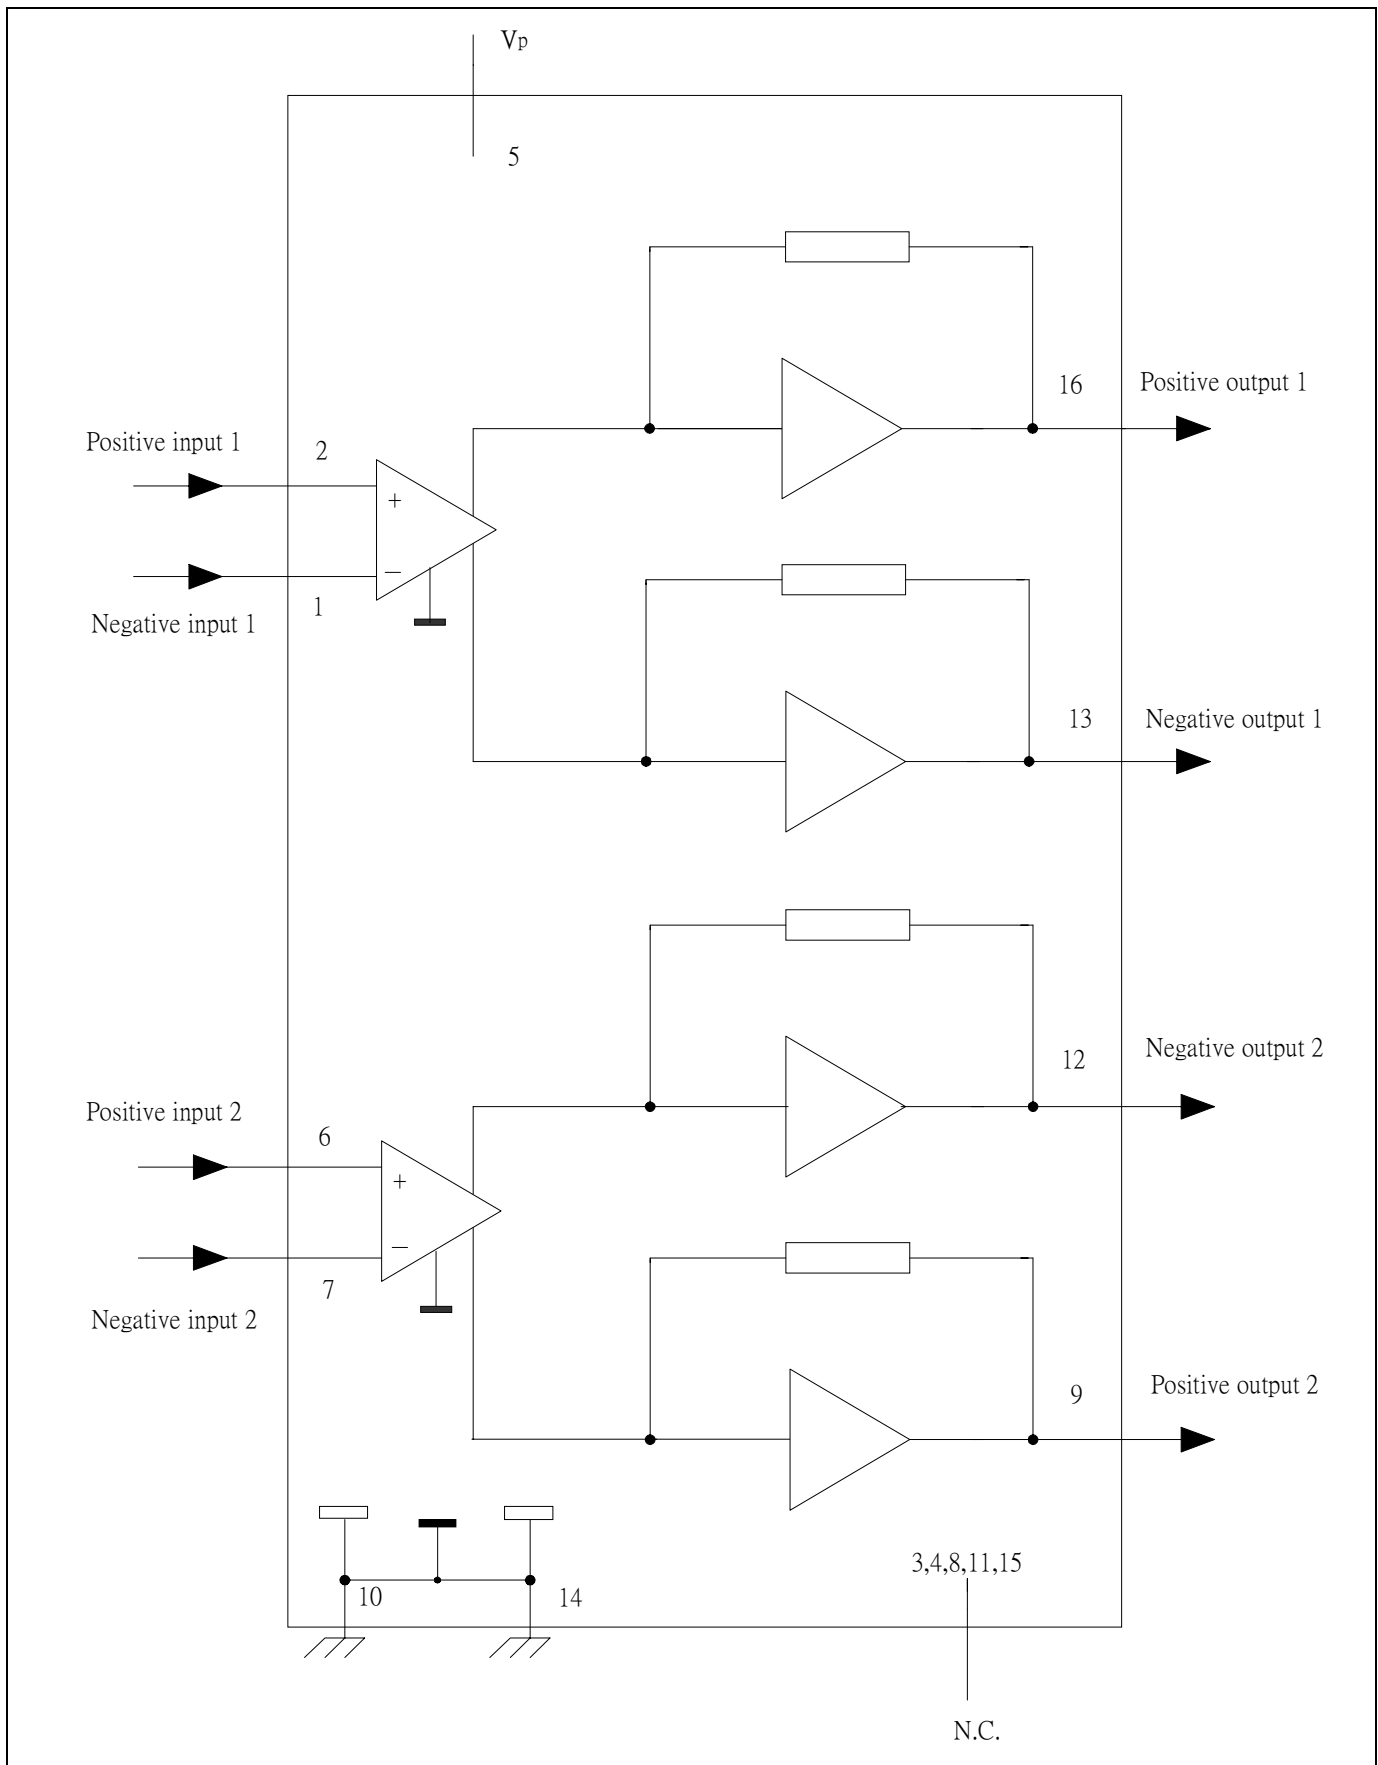 Vp
5
16
Positive output 1
Positive input 1
2
+
−
1
Negative input 1
13
Negative output 1
12
Negative output 2
Positive input 2
6
+
−
7
Negative input 2
9
Positive output 2
3,4,8,11,15
10
14
N.C.